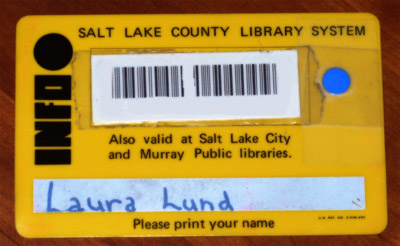 SALT LAKE COUNTY LIBRARY SYSTEM
INFO
Also valid at Salt Lake City
and Murray Public libraries.
Laura Lund
Please print your name